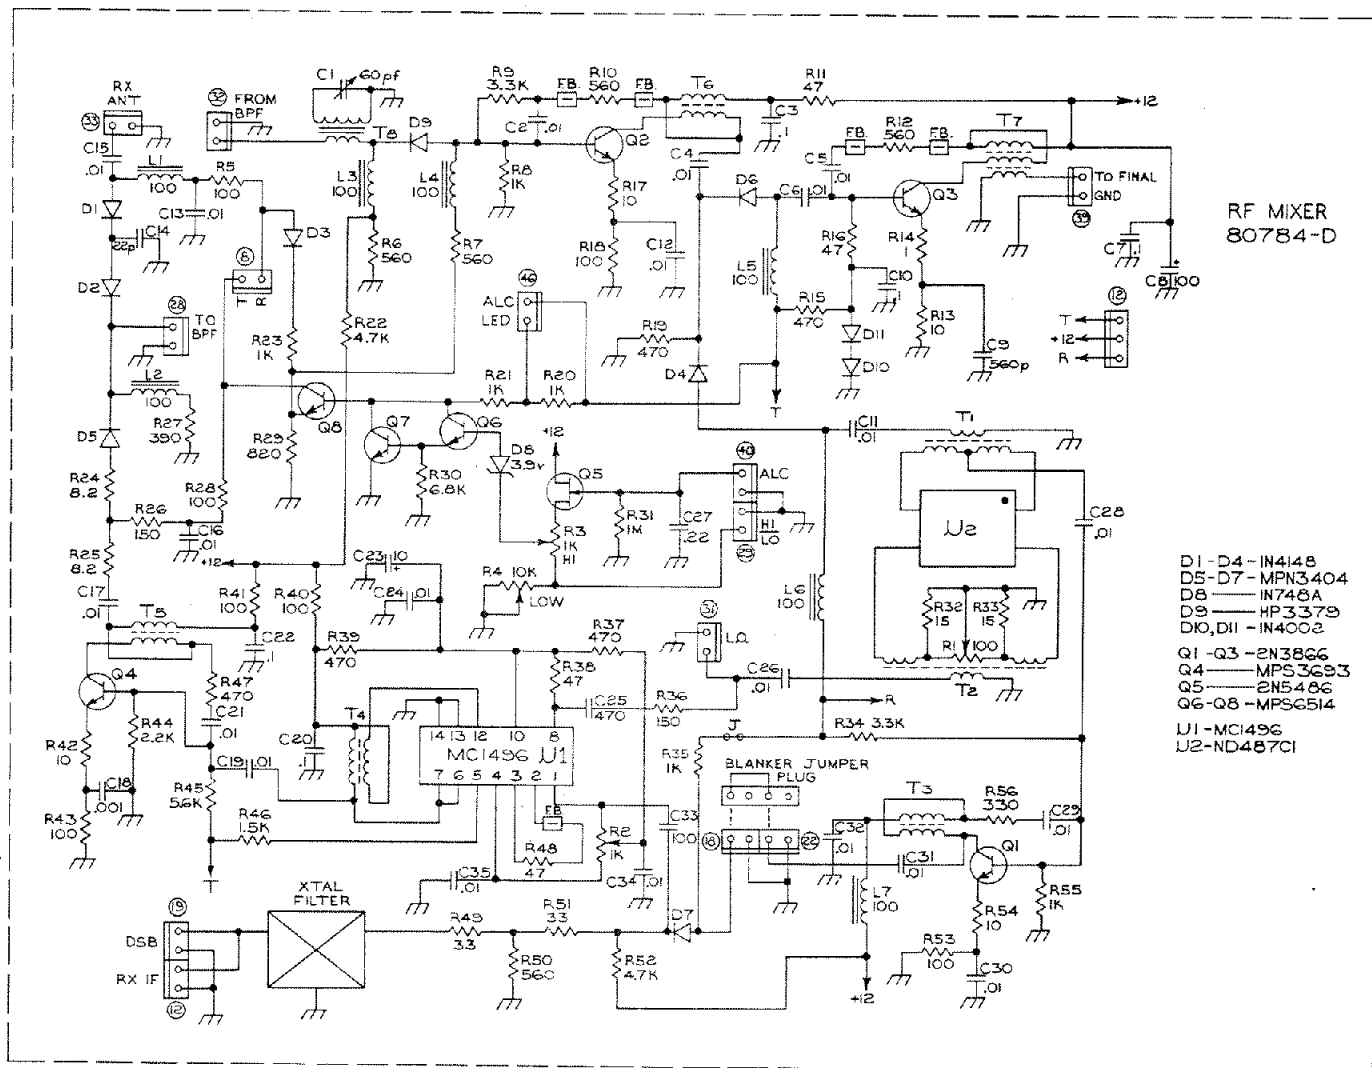 RX
ANT
33
32
FROM
BPF
C1
60pf
T8
D9
R9
3.3K
F.B.
R10
560
F.B.
T6
R11
47
+12
C2
.01
Q2
C3
.1
F.B.
R12
560
F.B.
T7
C15
.01
L1
100
R5
100
L3
100
L4
100
R8
1K
C4
.01
C5
.01
D6
C6
.01
Q3
TO FINAL
GND
39
RF MIXER
80784-D
D1
C13
.01
C14
22p
D3
R6
560
R7
560
R17
10
R18
100
C12
.01
L5
100
R16
47
C10
.1
R14
1
C7
.1
C8
+
100
D2
8
T
R
28
TO
BPF
46
ALC
LED
R15
470
R13
10
12
T
+12
R
R23
1K
R22
4.7K
R19
470
D11
D10
C9
560p
L2
100
R21
1K
R20
1K
D4
T
R27
390
D5
Q8
Q7
Q6
+12
D8
3.9v
Q5
40
ALC
C11
.01
T1
R29
820
R30
6.8K
R24
8.2
R28
100
R26
150
C16
.01
R31
1M
C27
.22
HI
LO
25
U2
C28
.01
R3
1K
HI
R25
8.2
+12
C23
10
+
R4
10K
LOW
C17
.01
R41
100
R40
100
C24
.01
L6
100
R32
15
R33
15
R1
100
D1-D4-1N4148
D5-D7-MPN3404
D8-1N748A
D9-HP3379
D10,D11-1N4002
Q1-Q3-2N3866
Q4-MPS3693
Q5-2N5486
Q6-Q8-MPS6514
U1-MC1496
U2-ND487C1
T5
C22
.1
R39
470
R37
470
31
LO
R38
47
C26
.01
T2
Q4
R47
470
C21
.01
C25
470
R36
150
R
T4
14 13 12 10 8
MC1496 U1
7 6 5 4 3 2 1
J
R34 3.3K
R42
10
R44
2.2K
C20
.1
C19
.01
R35
1K
BLANKER JUMPER
PLUG
C18
.001
R45
5.6K
F.B.
R43
100
R46
1.5K
R48
47
R2
1K
C33
100
18
22
C32
.01
T3
R56
330
C29
.01
C31
.01
Q1
T
C35
.01
C34
.01
L7
100
R55
1K
XTAL
FILTER
19
DSB
RX IF
12
R49
33
R51
33
D7
R54
10
R50
560
R52
4.7K
R53
100
C30
.01
+12